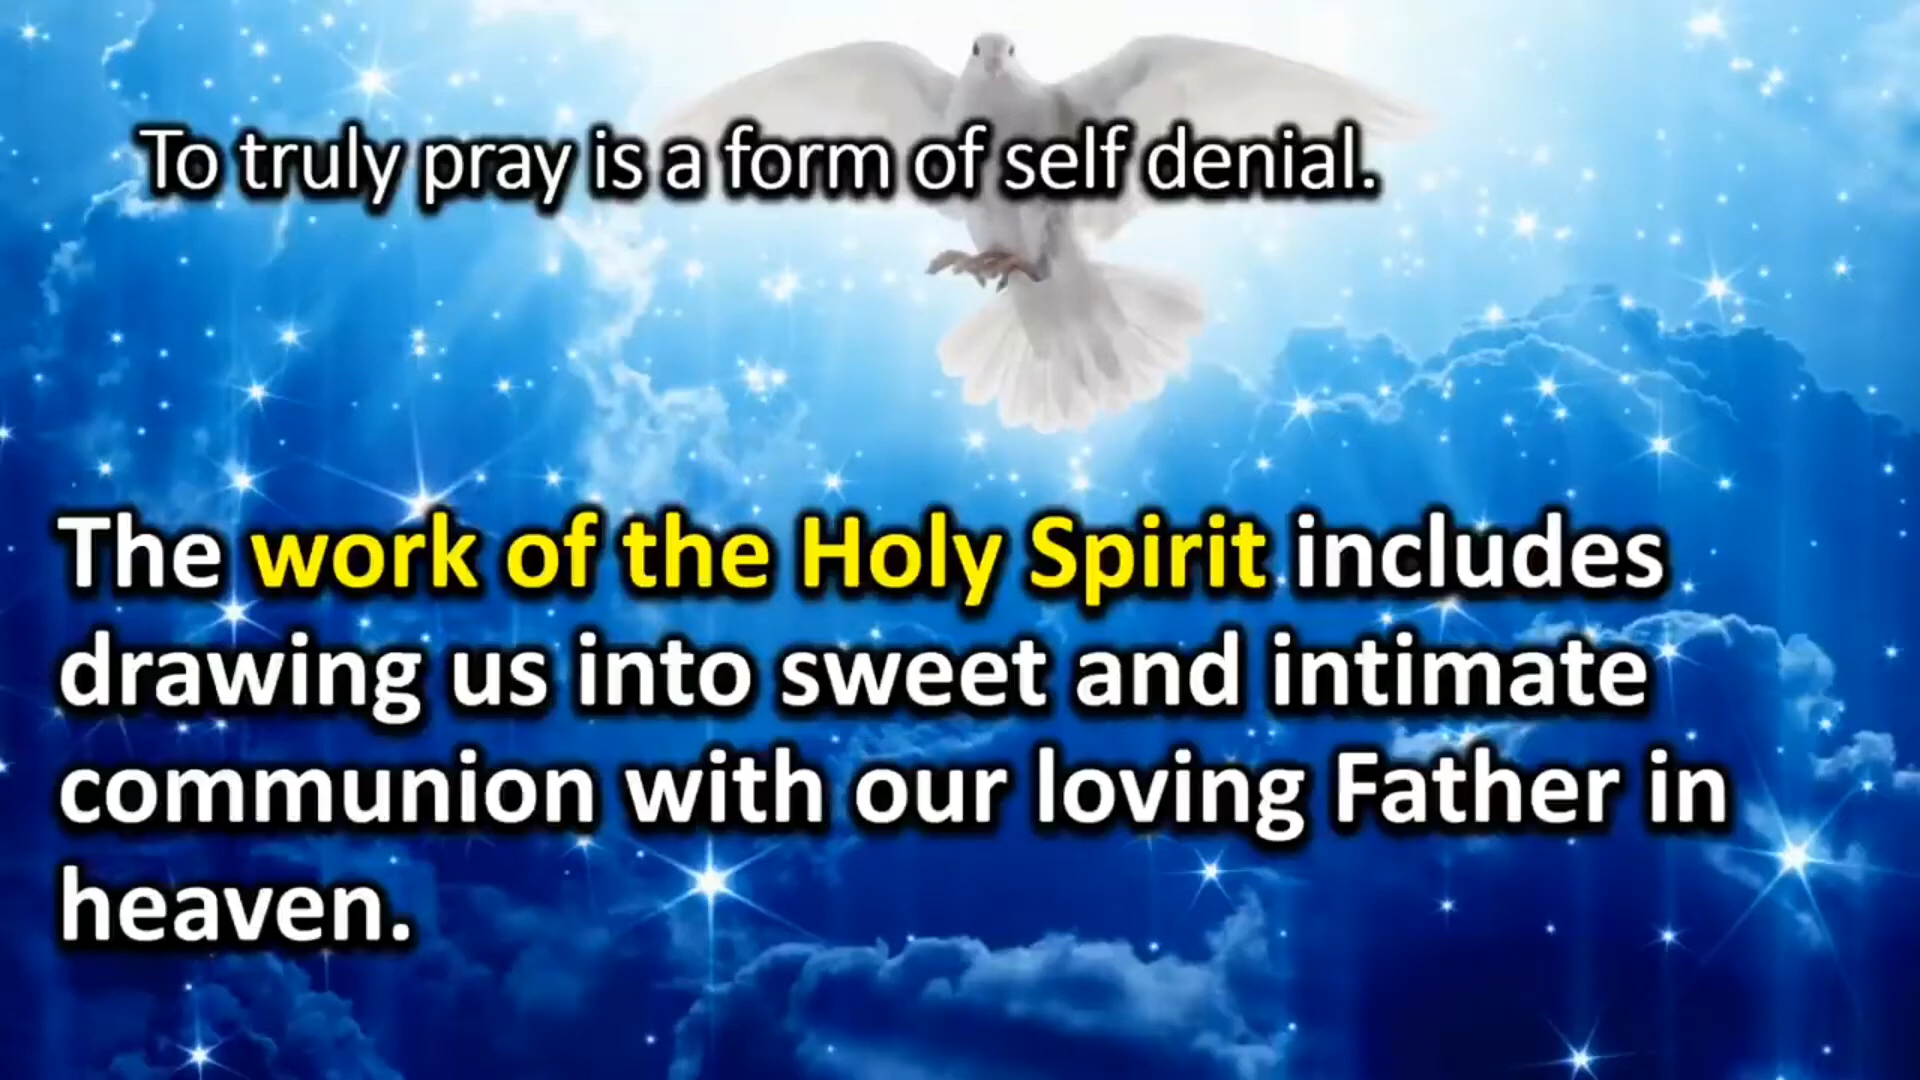 To truly pray is a form of self denial.
The work of the Holy Spirit includes
drawing us into sweet and intimate
communion with our loving Father in
heaven.